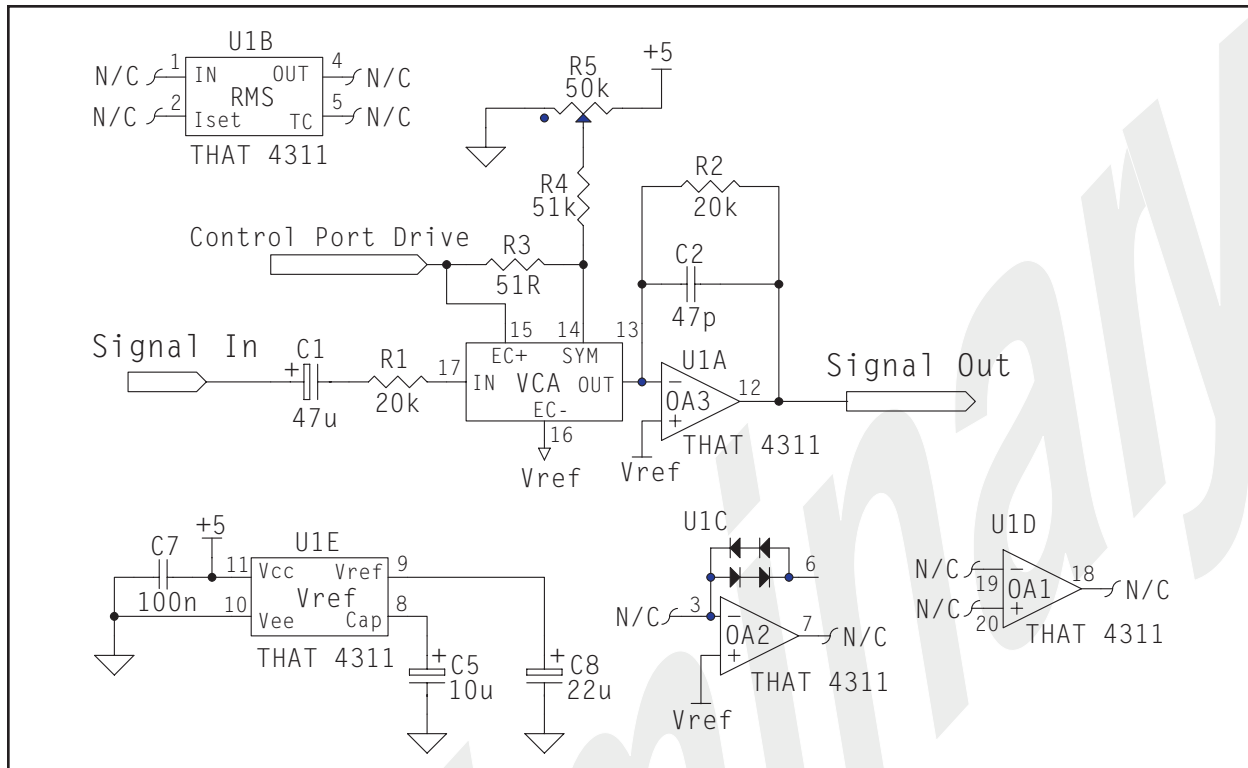 U1B
1 IN OUT 4
N/C N/C
RMS
2 Iset TC 5
N/C N/C
THAT 4311
+5
R5
50k
R4
51k
R2
20k
Control Port Drive
R3
51R
C2
47p
15 14 13
Signal In
C1
+
47u
R1
20k
17 IN EC+ SYM OUT
VCA
EC-
16
Vref
U1A
−
OA3
+
12
THAT 4311
Vref
Signal Out
C7
100n
+5
U1E
11 Vcc Vref 9
Vref
10 Vee Cap 8
THAT 4311
+
C5
10u
+
C8
22u
U1C
6
N/C 3
−
OA2
+
7 N/C
THAT 4311
Vref
U1D
N/C 19
−
OA1
+
18 N/C
N/C 20
THAT 4311